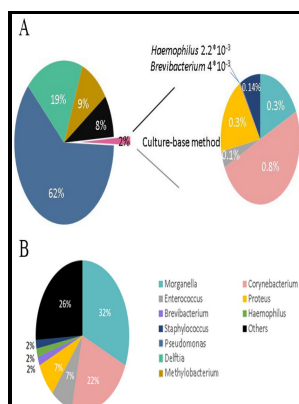 A
Haemophilus 2.2*10-3
Brevibacterium 4*10-3
19%
9%
8%
2%
62%
Culture-base method
0.14%
0.3%
0.3%
0.1%
0.8%
B
26%
32%
2%
2%
2%
7%
7%
22%
Morganella
Corynebacterium
Enterococcus
Proteus
Brevibacterium
Haemophilus
Staphylococcus
Others
Pseudomonas
Delftia
Methylobacterium